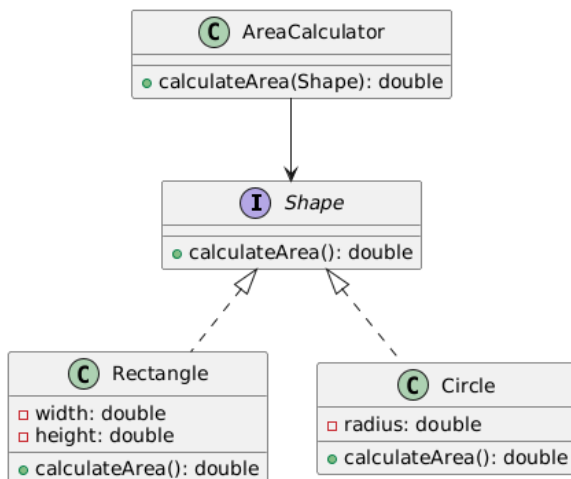 C AreaCalculator
calculateArea(Shape): double
I Shape
calculateArea(): double
C Rectangle
width: double
height: double
calculateArea(): double
C Circle
radius: double
calculateArea(): double